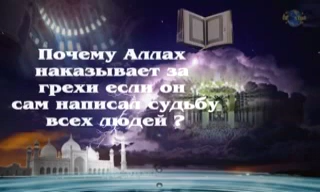 Почему Аллах
наказывает за
грехи если он
сам написал судьбу
всех людей ?